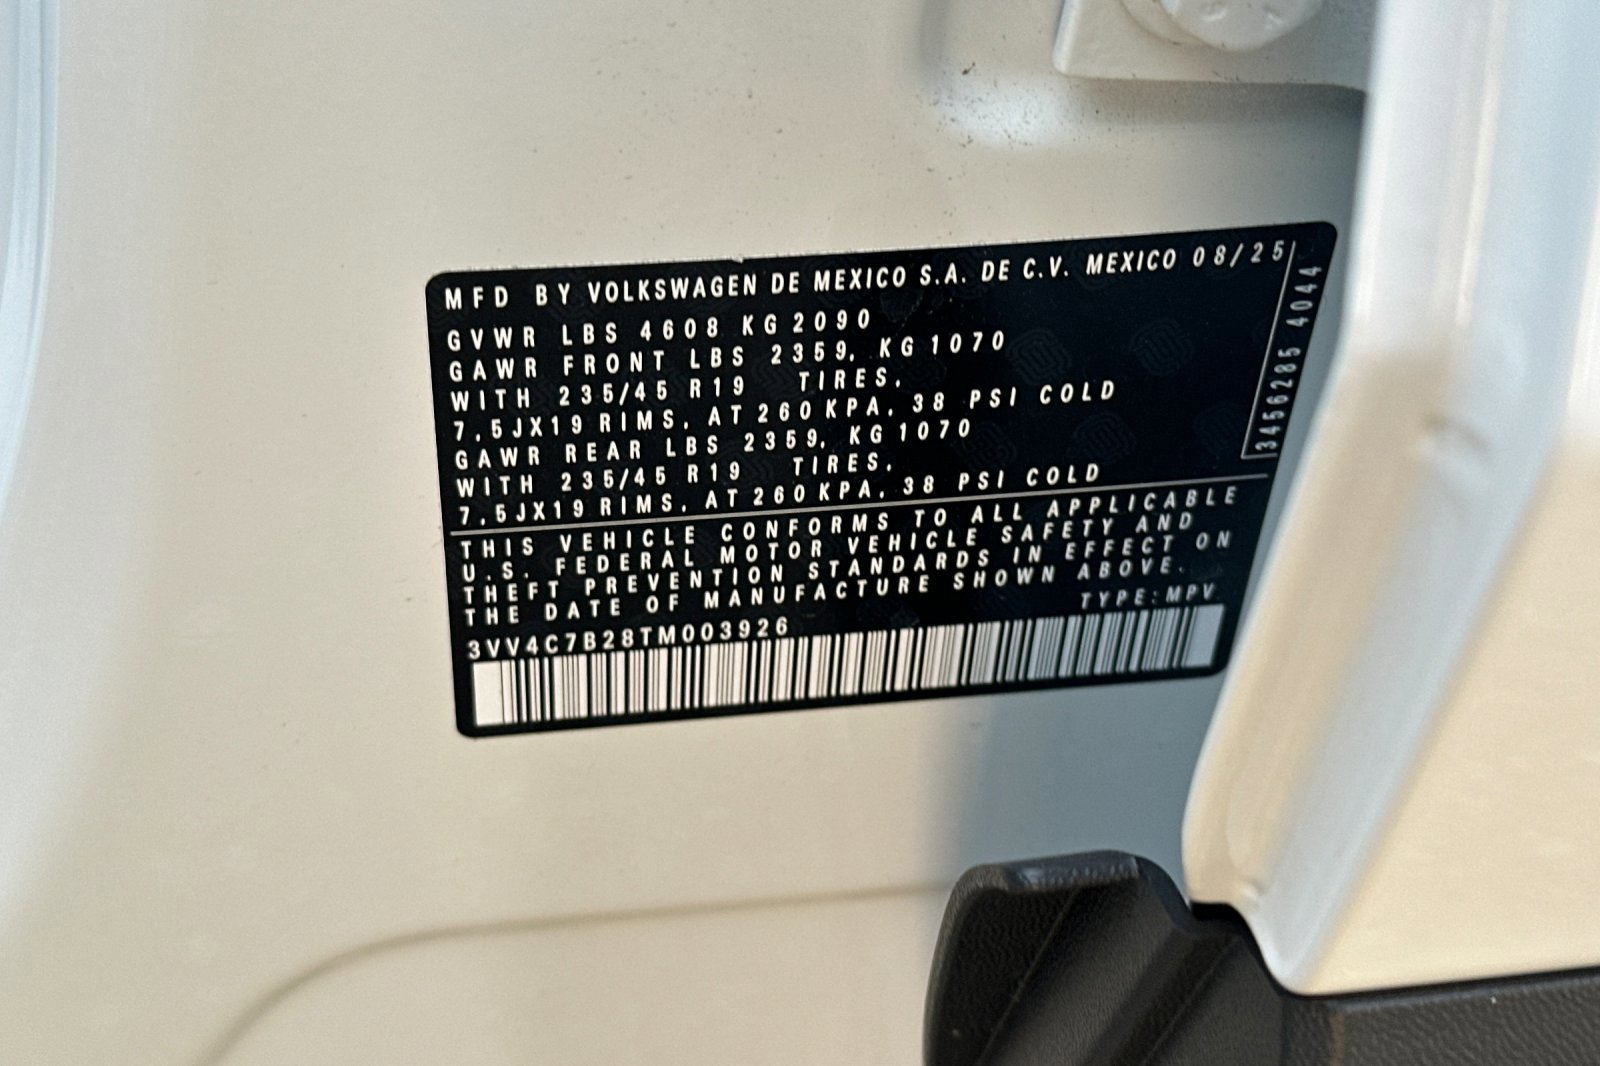 MFD BY VOLKSWAGEN DE MEXICO S.A. DE C.V. MEXICO 08/25
GVWR LBS 4608 KG 2090
GAWR FRONT LBS 2359. KG 1070
WITH 235/45 R19 TIRES.
7.5JX19 RIMS. AT 260 KPA. 38 PSI COLD
GAWR REAR LBS 2359. KG 1070
WITH 235/45 R19 TIRES.
7.5JX19 RIMS. AT 260 KPA. 38 PSI COLD
THIS VEHICLE CONFORMS TO ALL APPLICABLE
U.S. FEDERAL MOTOR VEHICLE SAFETY AND
THEFT PREVENTION STANDARDS IN EFFECT ON
THE DATE OF MANUFACTURE SHOWN ABOVE.
TYPE: MPV
3VV4C7B28TM003926
3456285 4044